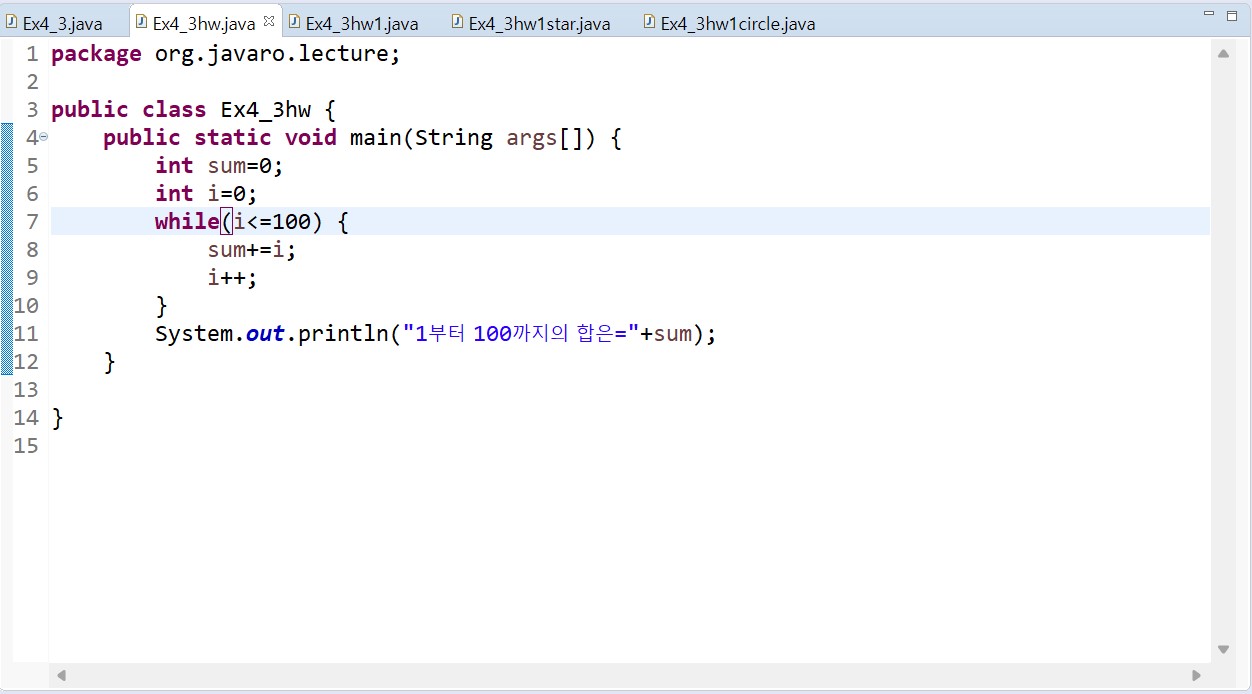 Ex4_3.java Ex4_3hw.java Ex4_3hw1.java Ex4_3hw1star.java Ex4_3hw1circle.java
1 package org.javaro.lecture;
2
3 public class Ex4_3hw {
4     public static void main(String args[]) {
5         int sum=0;
6         int i=0;
7         while(i<=100) {
8             sum+=i;
9             i++;
10         }
11         System.out.println("1부터 100까지의 합은="+sum);
12     }
13
14 }
15